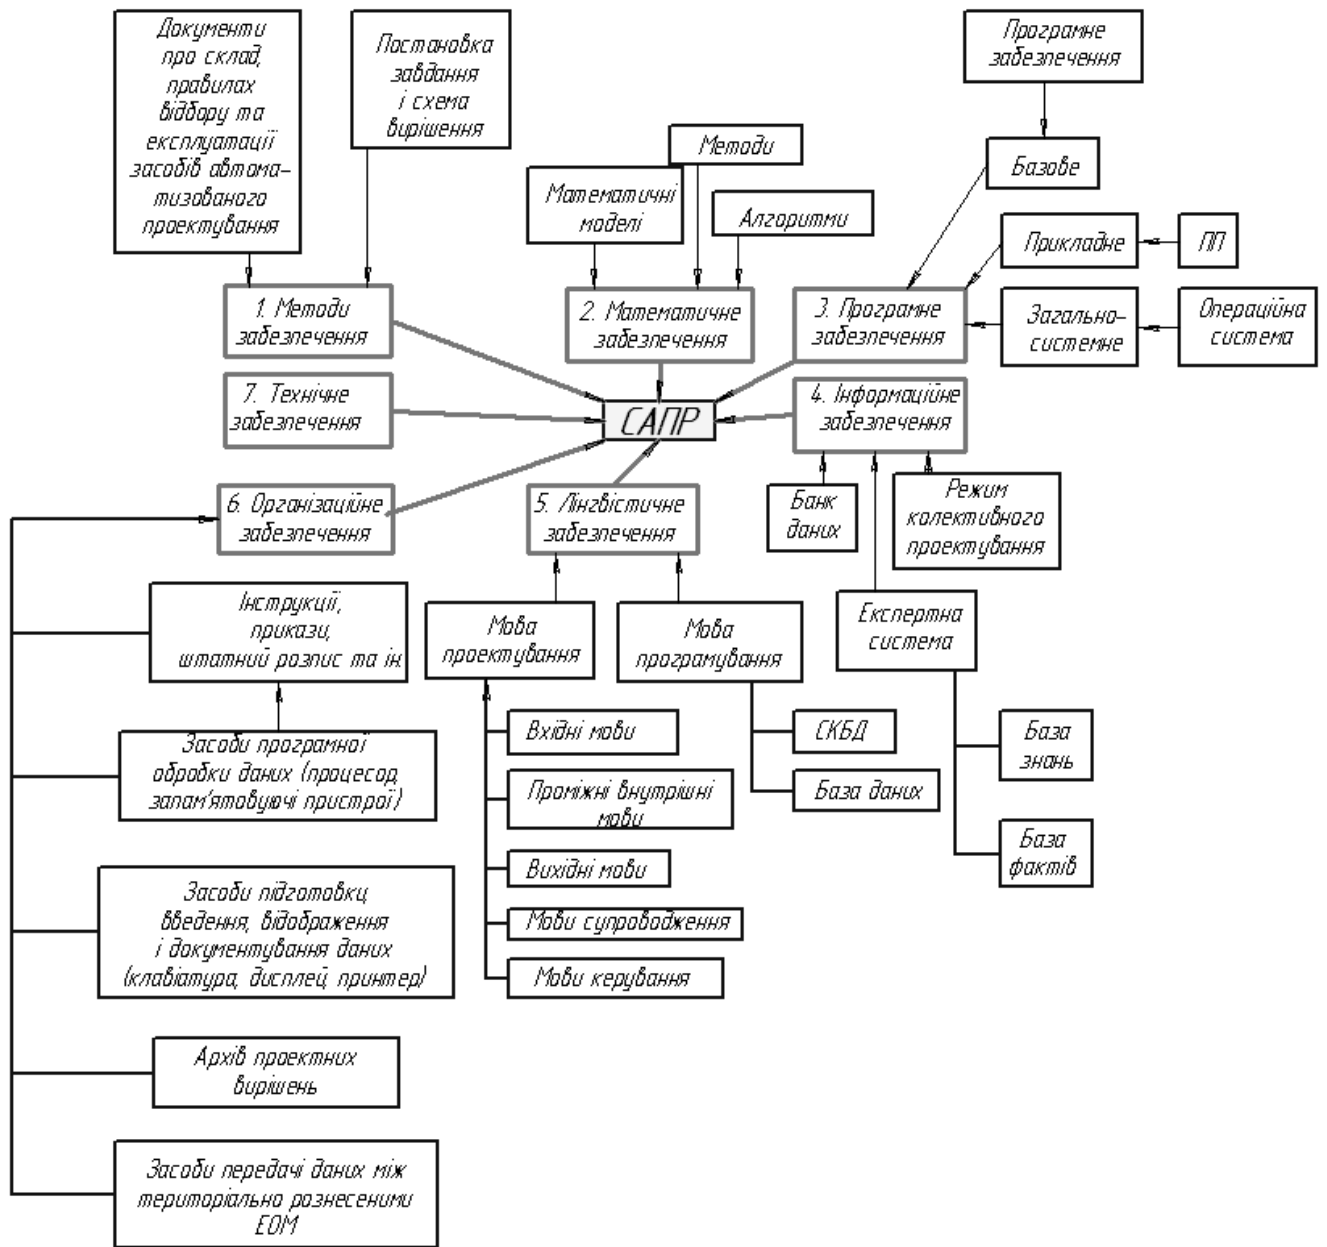 Документи
про склад,
правилах
відбору та
експлуатації
засобів автома-
тизованого
проектування
Постановка
завдання
і схема
вирішення
Програмне
забезпечення
Методи
Базове
Математичні
моделі
Алгоритми
Прикладне
ПП
1. Методи
забезпечення
2. Математичне
забезпечення
3. Програмне
забезпечення
Загально-
системне
Операційна
система
7. Технічне
забезпечення
САПР
4. Інформаційне
забезпечення
6. Організаційне
забезпечення
5. Лінгвістичне
забезпечення
Банк
даних
Режим
колективного
проектування
Інструкції,
прикази,
штатний розпис та ін.
Мова
проектування
Мова
програмування
Експертна
система
Засоби програмної
обробки даних (процесор,
запам'ятовуючі пристрої)
Вхідні мови
СКБД
База
знань
Проміжні внутрішні
мови
База даних
Вихідні мови
База
фактів
Засоби підготовки,
введення, відображення
і документування даних
(клавіатура, дисплей, принтер)
Мови супроводження
Мови керування
Архів проектних
вирішень
Засоби передачі даних між
територіально рознесеними
ЕОМ